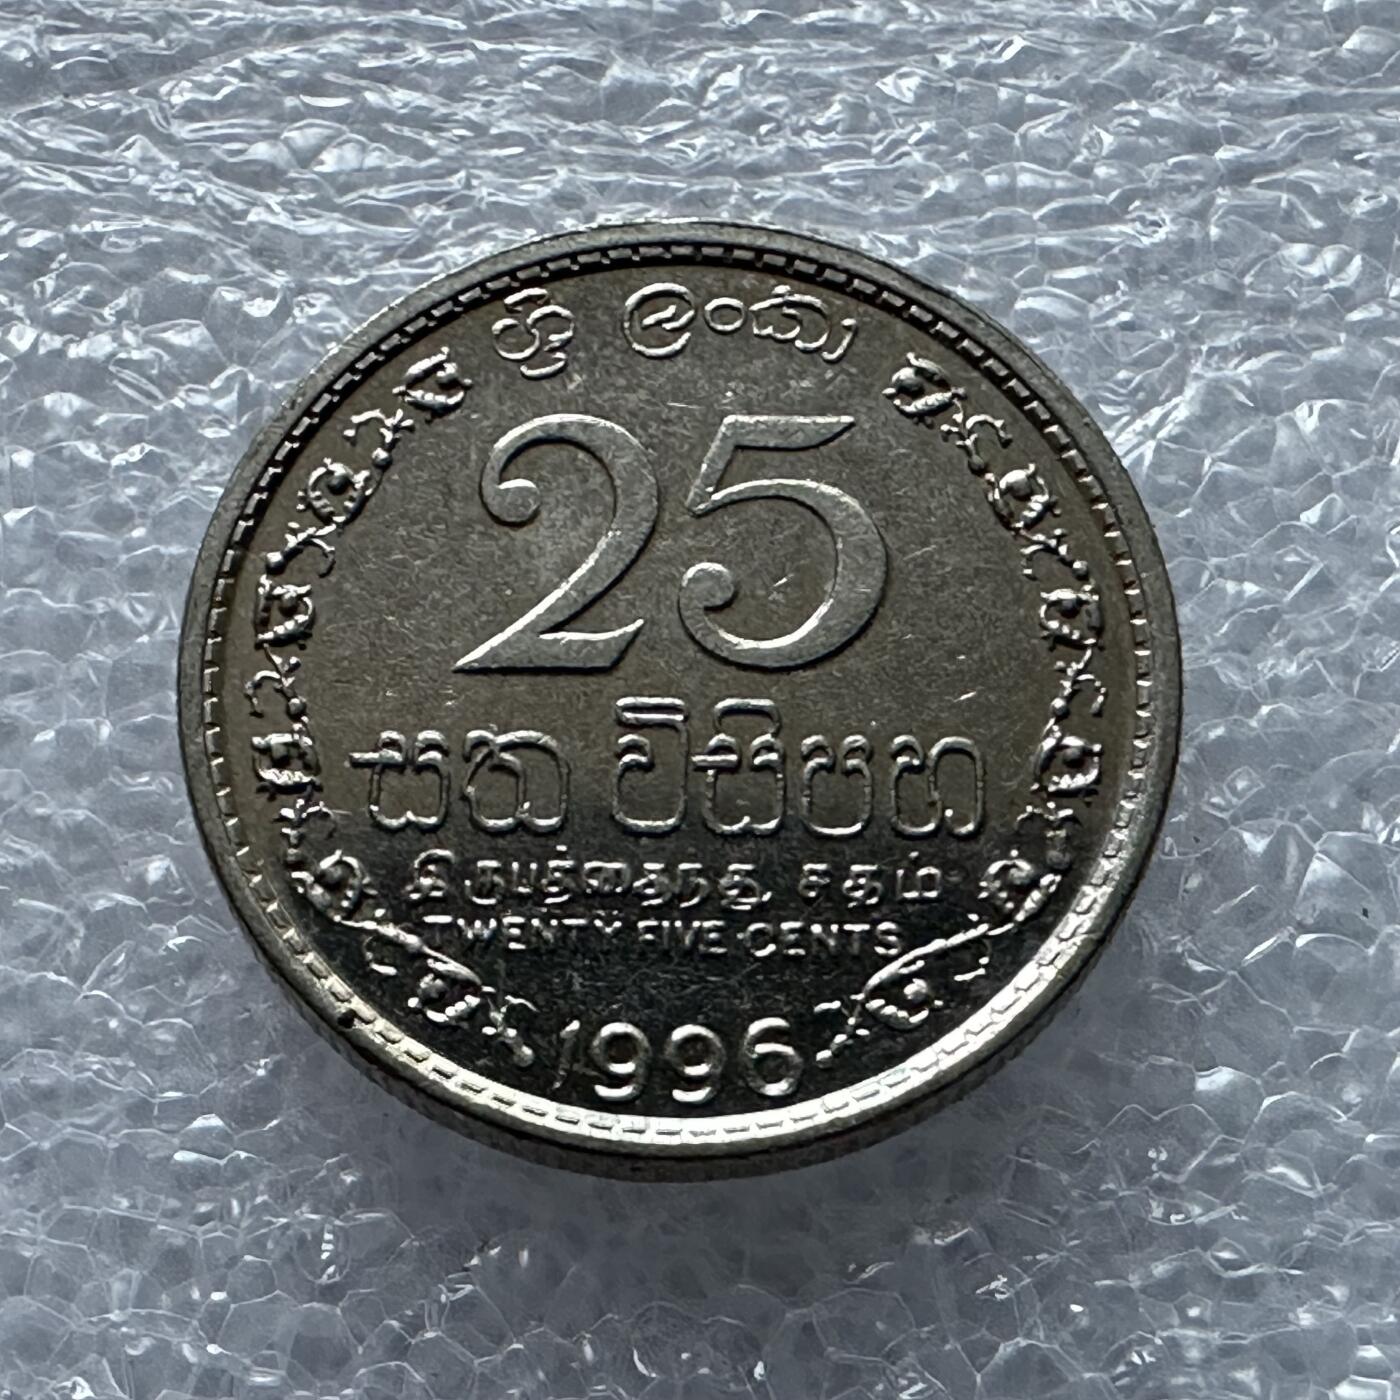 ශ්‍රී ලංකා
25
සත විසිපහ
இருபத்தைந்து சதம்
TWENTY FIVE CENTS
1996